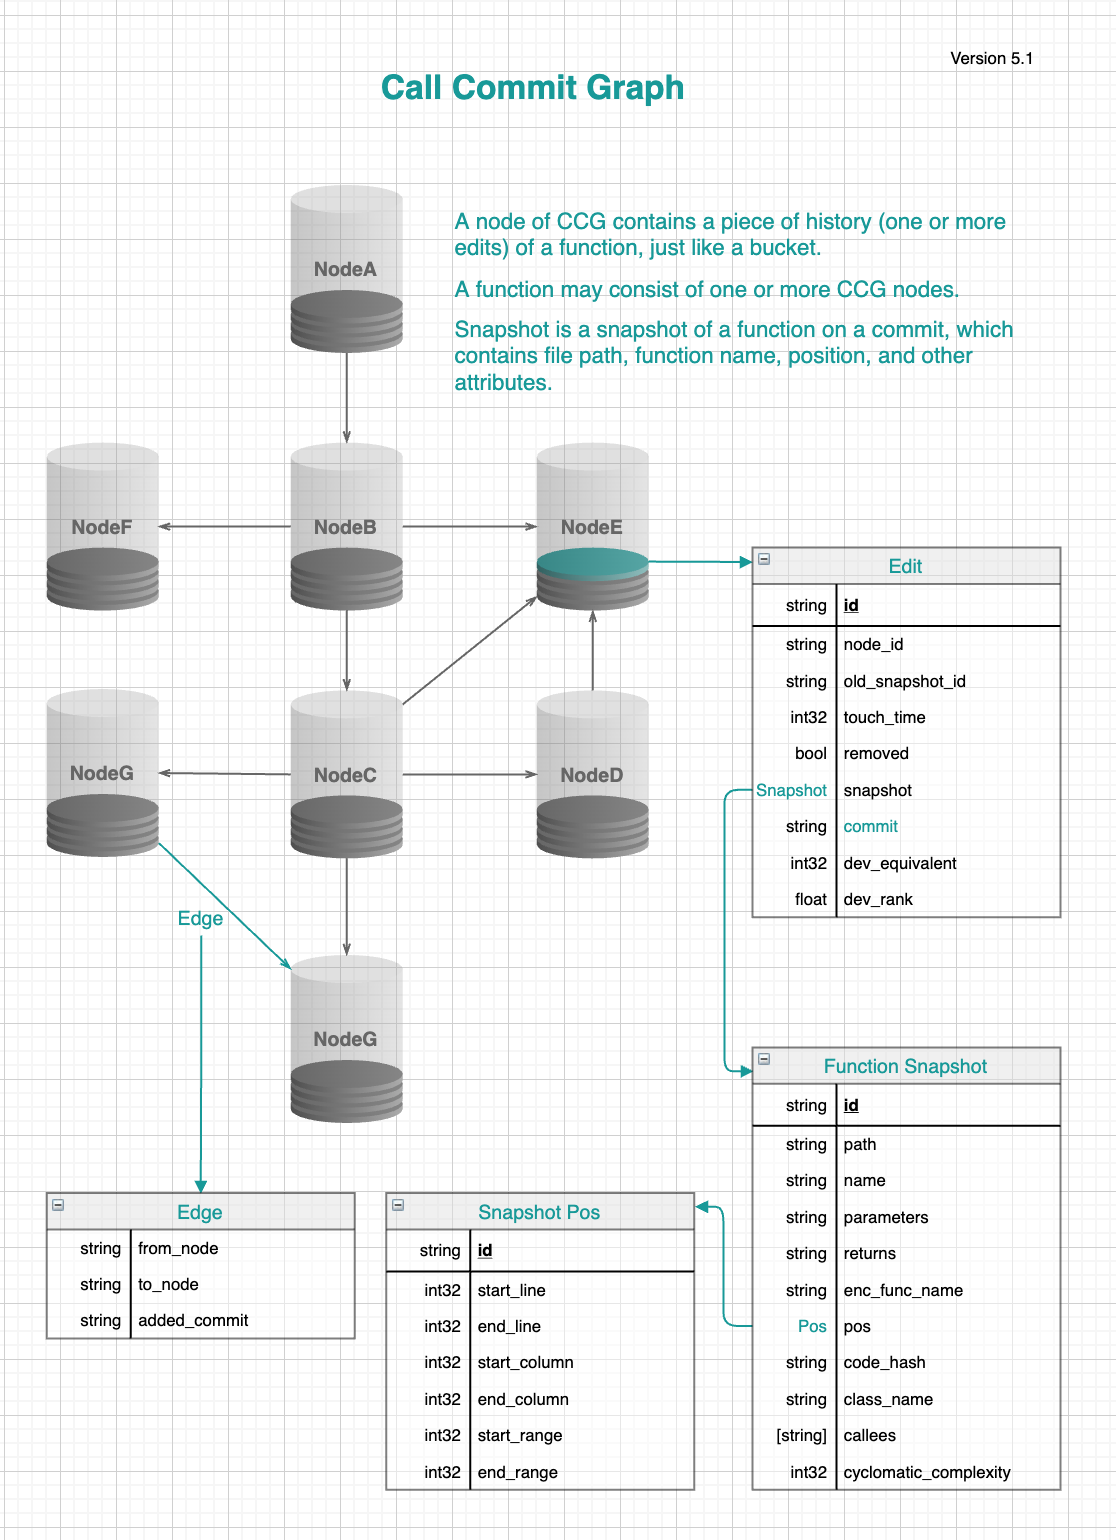 Version 5.1
Call Commit Graph
A node of CCG contains a piece of history (one or more
edits) of a function, just like a bucket.
A function may consist of one or more CCG nodes.
Snapshot is a snapshot of a function on a commit, which
contains file path, function name, position, and other
attributes.
NodeA
NodeF
NodeB
NodeE
NodeG
NodeC
NodeD
Edge
NodeG
Edit
string id
string node_id
string old_snapshot_id
int32 touch_time
bool removed
Snapshot snapshot
string commit
int32 dev_equivalent
float dev_rank
Function Snapshot
string id
string path
string name
string parameters
string returns
string enc_func_name
Pos pos
string code_hash
string class_name
[string] callees
int32 cyclomatic_complexity
Edge
string from_node
string to_node
string added_commit
Snapshot Pos
string id
int32 start_line
int32 end_line
int32 start_column
int32 end_column
int32 start_range
int32 end_range